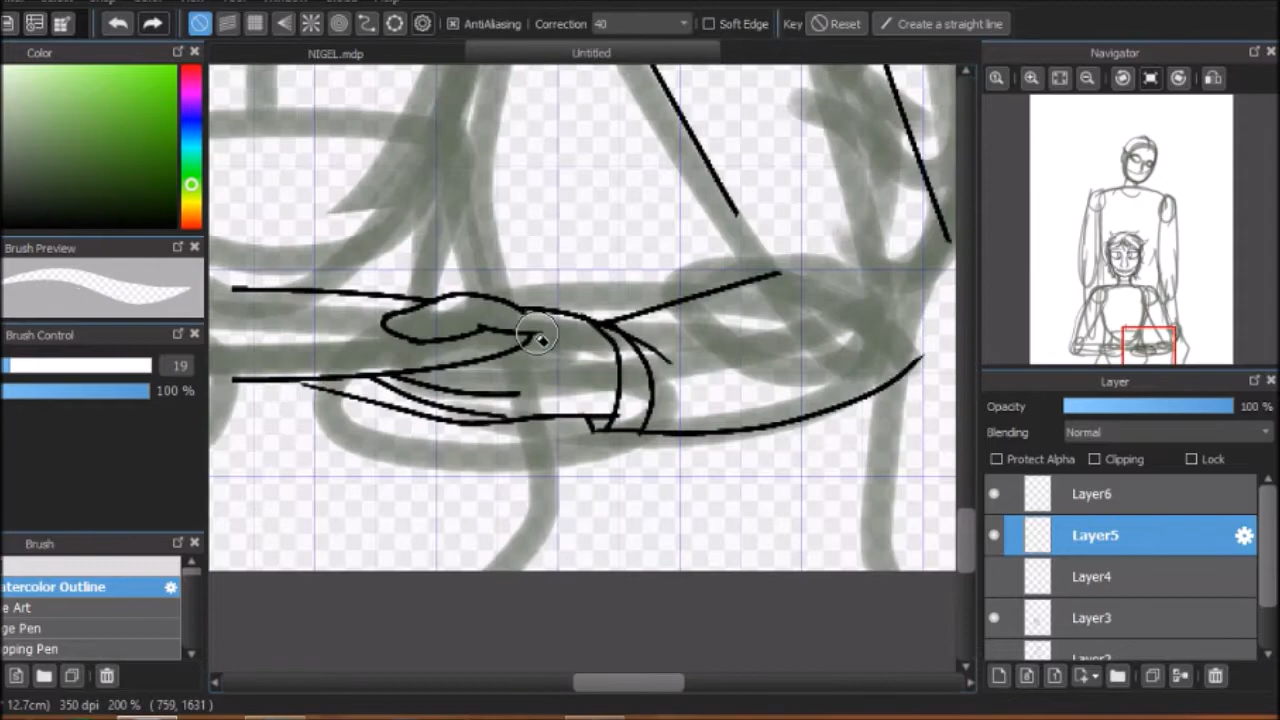 AntiAliasing Correction 40 Soft Edge Key Reset Create a straight line
Color
NIGEL.mdp Untitled
Navigator
Brush Preview
Brush Control
19
100 %
Layer
Opacity 100 %
Blending Normal
Protect Alpha Clipping Lock
Layer6
Layer5
Layer4
Layer3
Brush
atercolor Outline
e Art
ge Pen
pping Pen
12.7cm) 350 dpi 200 % ( 759, 1631 )